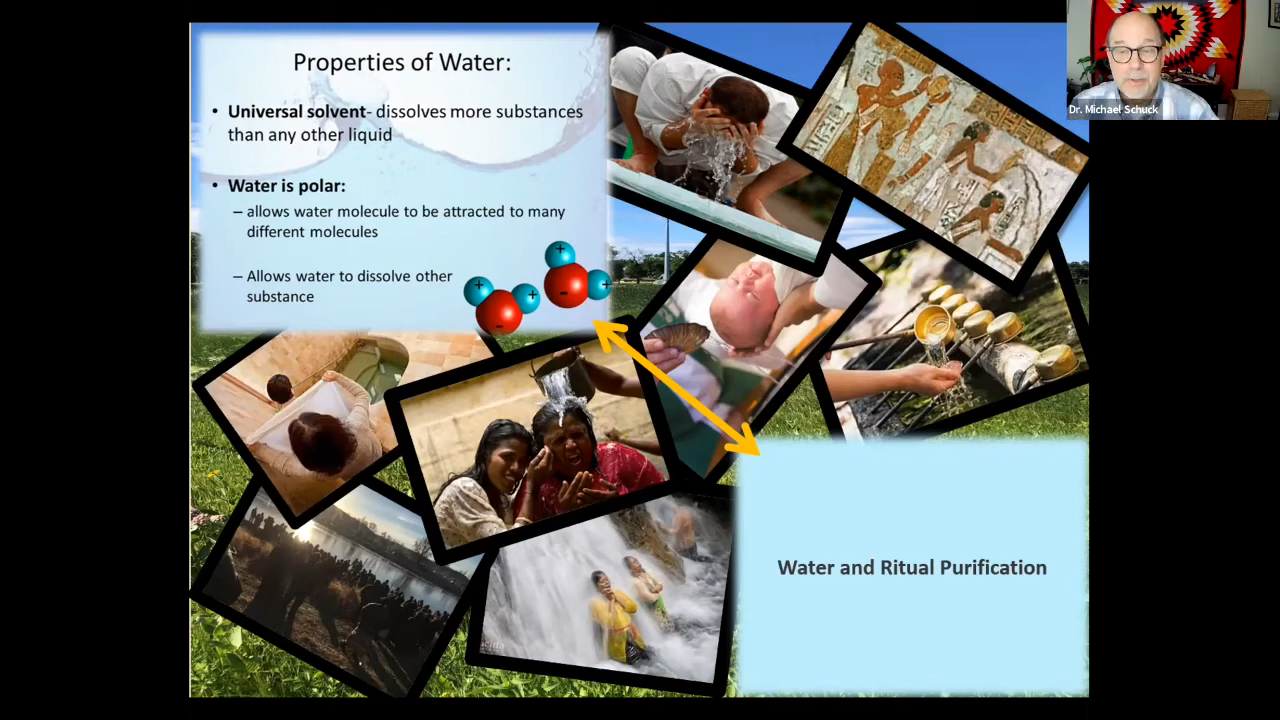 Properties of Water:
• Universal solvent- dissolves more substances
than any other liquid
• Water is polar:
– allows water molecule to be attracted to many
different molecules
– Allows water to dissolve other
substance
+
+
-
+
+
-
Water and Ritual Purification
Dr. Michael Schuck